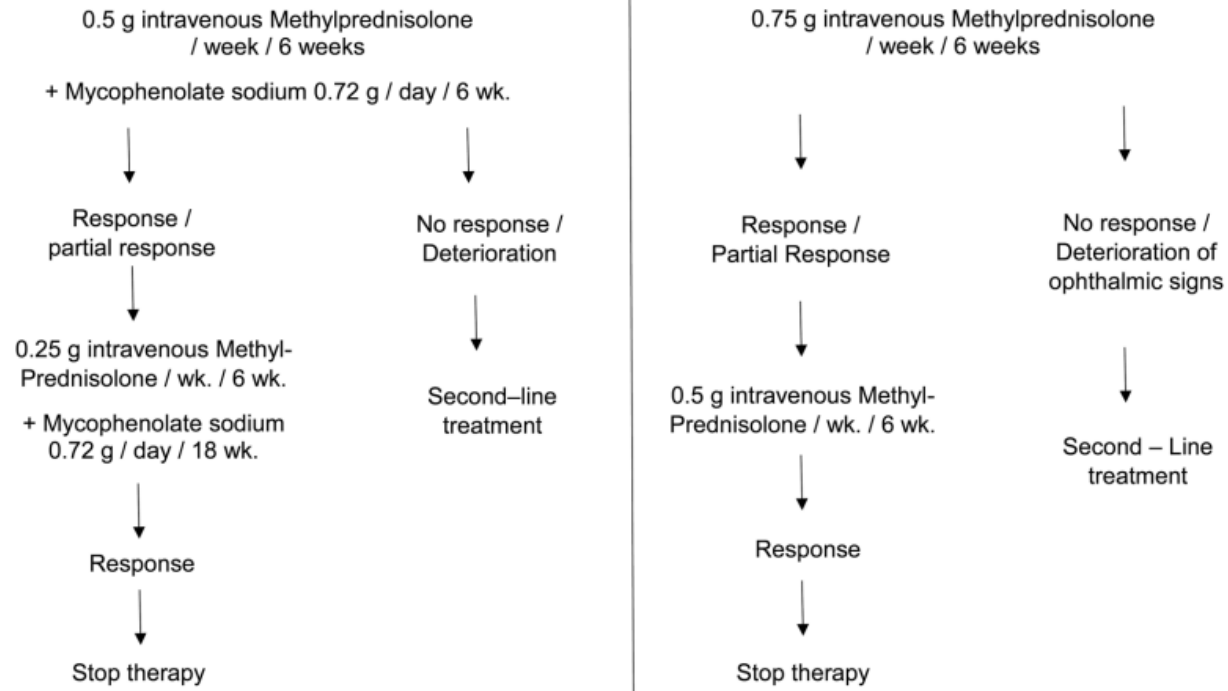 0.5 g intravenous Methylprednisolone
/ week / 6 weeks
+ Mycophenolate sodium 0.72 g / day / 6 wk.
Response /
partial response
No response /
Deterioration
0.25 g intravenous Methyl-
Prednisolone / wk. / 6 wk.
+ Mycophenolate sodium
0.72 g / day / 18 wk.
Second–line
treatment
Response
Stop therapy
0.75 g intravenous Methylprednisolone
/ week / 6 weeks
Response /
Partial Response
No response /
Deterioration of
ophthalmic signs
0.5 g intravenous Methyl-
Prednisolone / wk. / 6 wk.
Second – Line
treatment
Response
Stop therapy